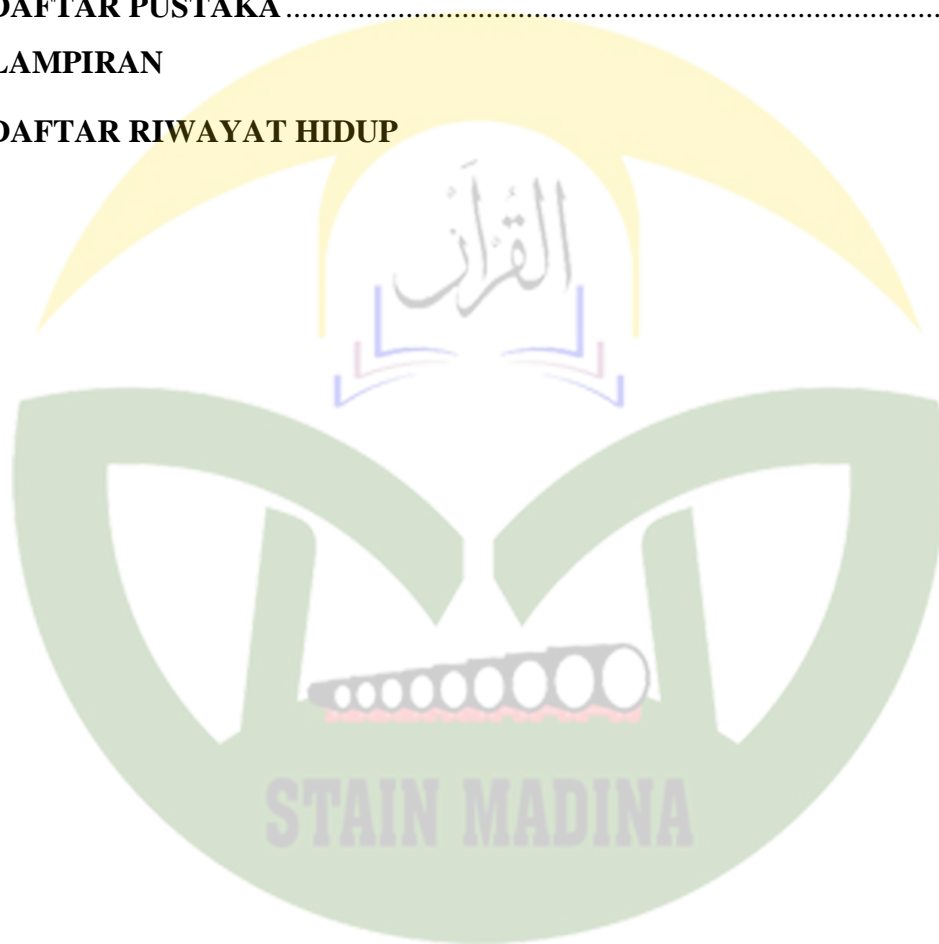 DAFTAR PUSTAKA................................................................................
LAMPIRAN
DAFTAR RIWAYAT HIDUP
القرآن
STAIN MADINA